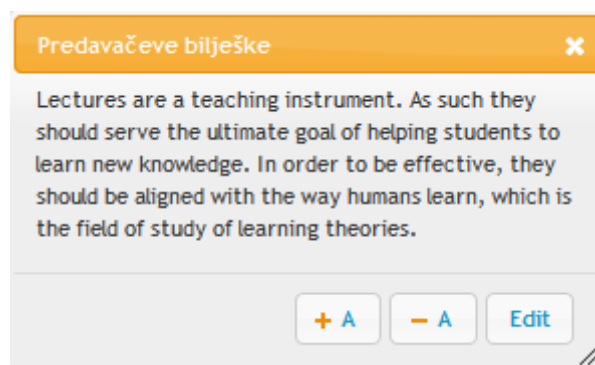 Predavačeve bilješke
Lectures are a teaching instrument. As such they
should serve the ultimate goal of helping students to
learn new knowledge. In order to be effective, they
should be aligned with the way humans learn, which is
the field of study of learning theories.
+ A − A Edit